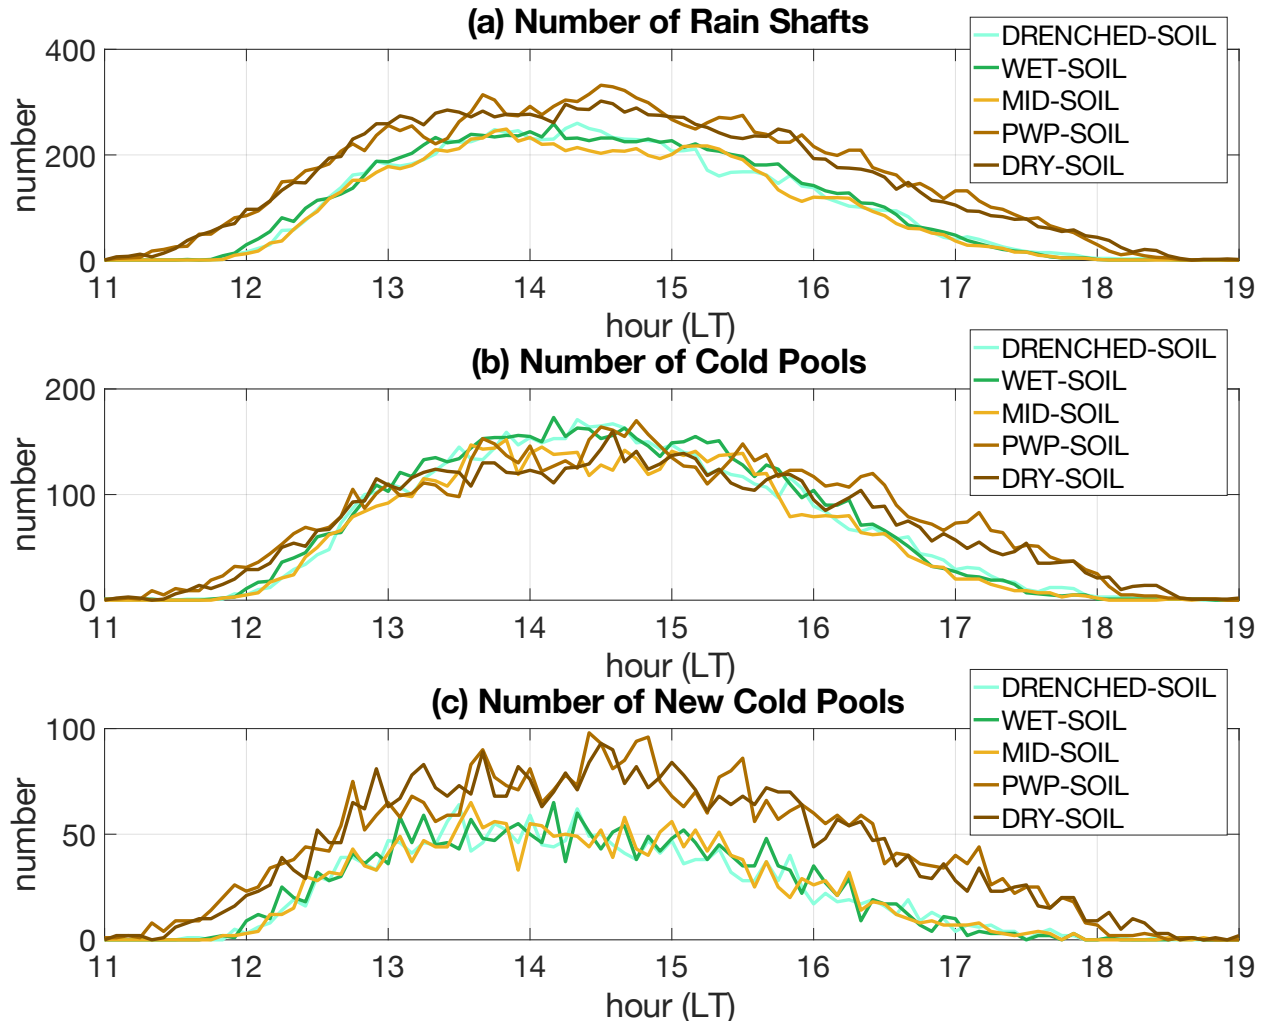 (a) Number of Rain Shafts
DRENCHED-SOIL
WET-SOIL
MID-SOIL
PWP-SOIL
DRY-SOIL
400
200
0
number
11 12 13 14 15 16 17 18 19
hour (LT)
(b) Number of Cold Pools
DRENCHED-SOIL
WET-SOIL
MID-SOIL
PWP-SOIL
DRY-SOIL
200
100
0
number
11 12 13 14 15 16 17 18 19
hour (LT)
(c) Number of New Cold Pools
DRENCHED-SOIL
WET-SOIL
MID-SOIL
PWP-SOIL
DRY-SOIL
100
50
0
number
11 12 13 14 15 16 17 18 19
hour (LT)